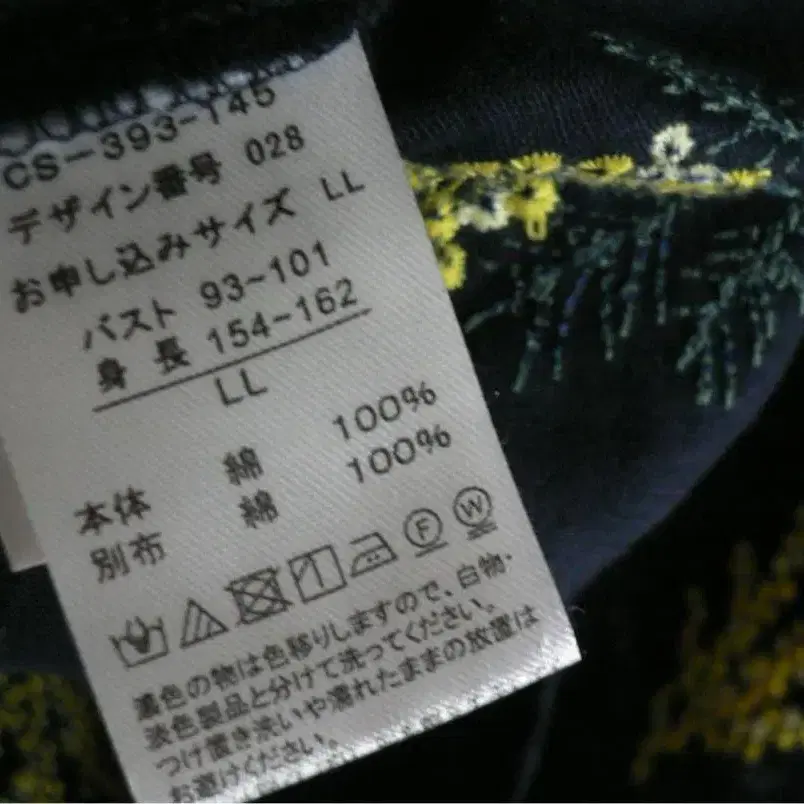 CS-393-145
デザイン番号 028
お申し込みサイズ LL
バスト 93~101
身 長 154~162
LL
本体 綿 100%
別布 綿 100%
F W
濃色の物は色移りしますので、白物・
淡色製品と分けて洗ってください。
つけ置き洗いや濡れたままの放置は
お避けください。